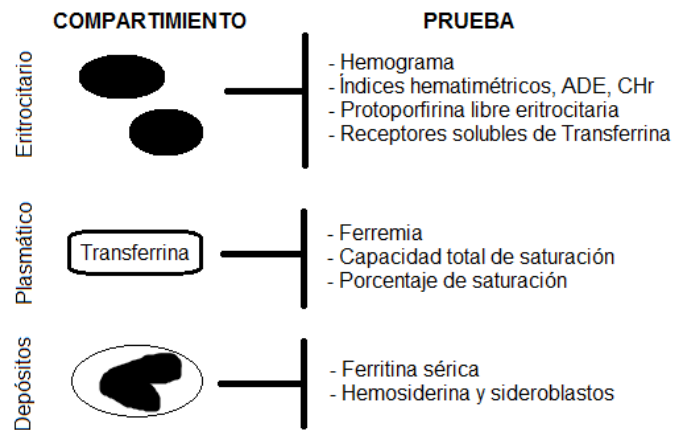 COMPARTIMIENTO PRUEBA
Eritrocitario
- Hemograma
- Índices hematimétricos, ADE, CHr
- Protoporfirina libre eritrocitaria
- Receptores solubles de Transferrina
Plasmático
Transferrina
- Ferremia
- Capacidad total de saturación
- Porcentaje de saturación
Depósitos
- Ferritina sérica
- Hemosiderina y sideroblastos